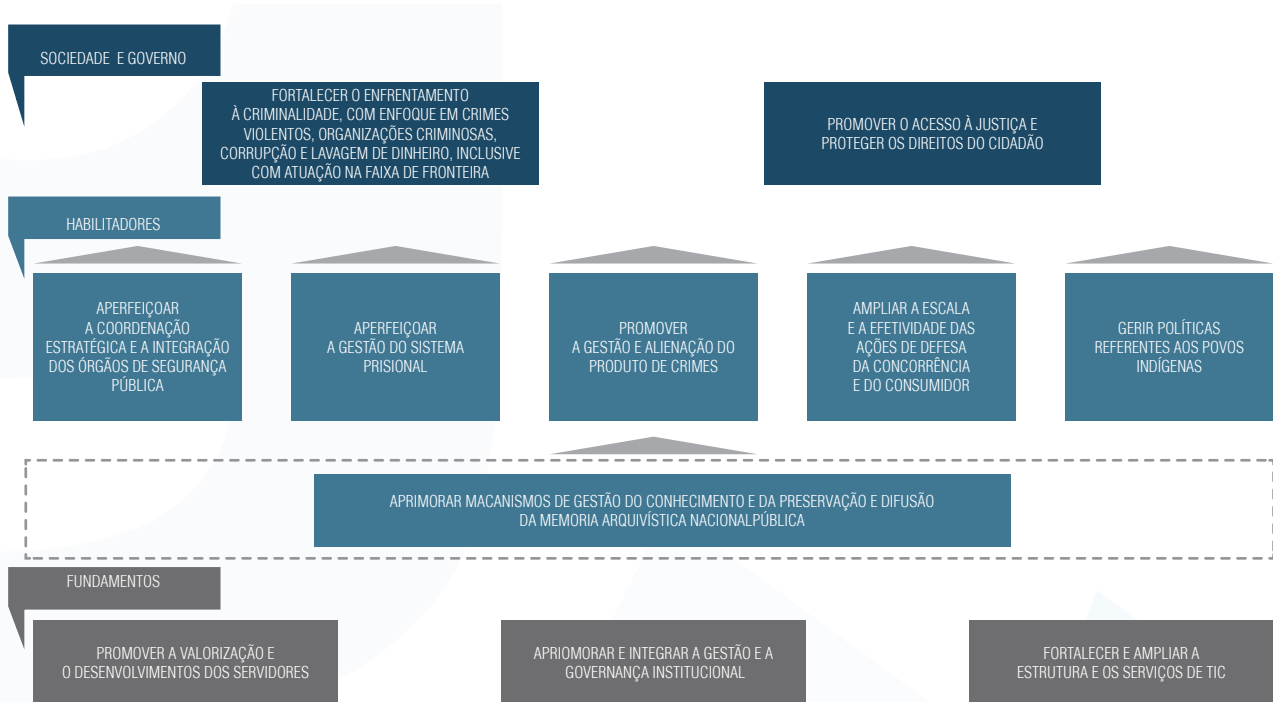 SOCIEDADE E GOVERNO
FORTALECER O ENFRENTAMENTO
À CRIMINALIDADE, COM ENFOQUE EM CRIMES
VIOLENTOS, ORGANIZAÇÕES CRIMINOSAS,
CORRUPÇÃO E LAVAGEM DE DINHEIRO, INCLUSIVE
COM ATUAÇÃO NA FAIXA DE FRONTEIRA
PROMOVER O ACESSO À JUSTIÇA E
PROTEGER OS DIREITOS DO CIDADÃO
HABILITADORES
APERFEIÇOAR
A COORDENAÇÃO
ESTRATÉGICA E A INTEGRAÇÃO
DOS ÓRGÃOS DE SEGURANÇA
PÚBLICA
APERFEIÇOAR
A GESTÃO DO SISTEMA
PRISIONAL
PROMOVER
A GESTÃO E ALIENAÇÃO DO
PRODUTO DE CRIMES
AMPLIAR A ESCALA
E A EFETIVIDADE DAS
AÇÕES DE DEFESA
DA CONCORRÊNCIA
E DO CONSUMIDOR
GERIR POLÍTICAS
REFERENTES AOS POVOS
INDÍGENAS
APRIMORAR MACANISMOS DE GESTÃO DO CONHECIMENTO E DA PRESERVAÇÃO E DIFUSÃO
DA MEMORIA ARQUIVÍSTICA NACIONALPÚBLICA
FUNDAMENTOS
PROMOVER A VALORIZAÇÃO E
O DESENVOLVIMENTOS DOS SERVIDORES
APRIOMORAR E INTEGRAR A GESTÃO E A
GOVERNANÇA INSTITUCIONAL
FORTALECER E AMPLIAR A
ESTRUTURA E OS SERVIÇOS DE TIC